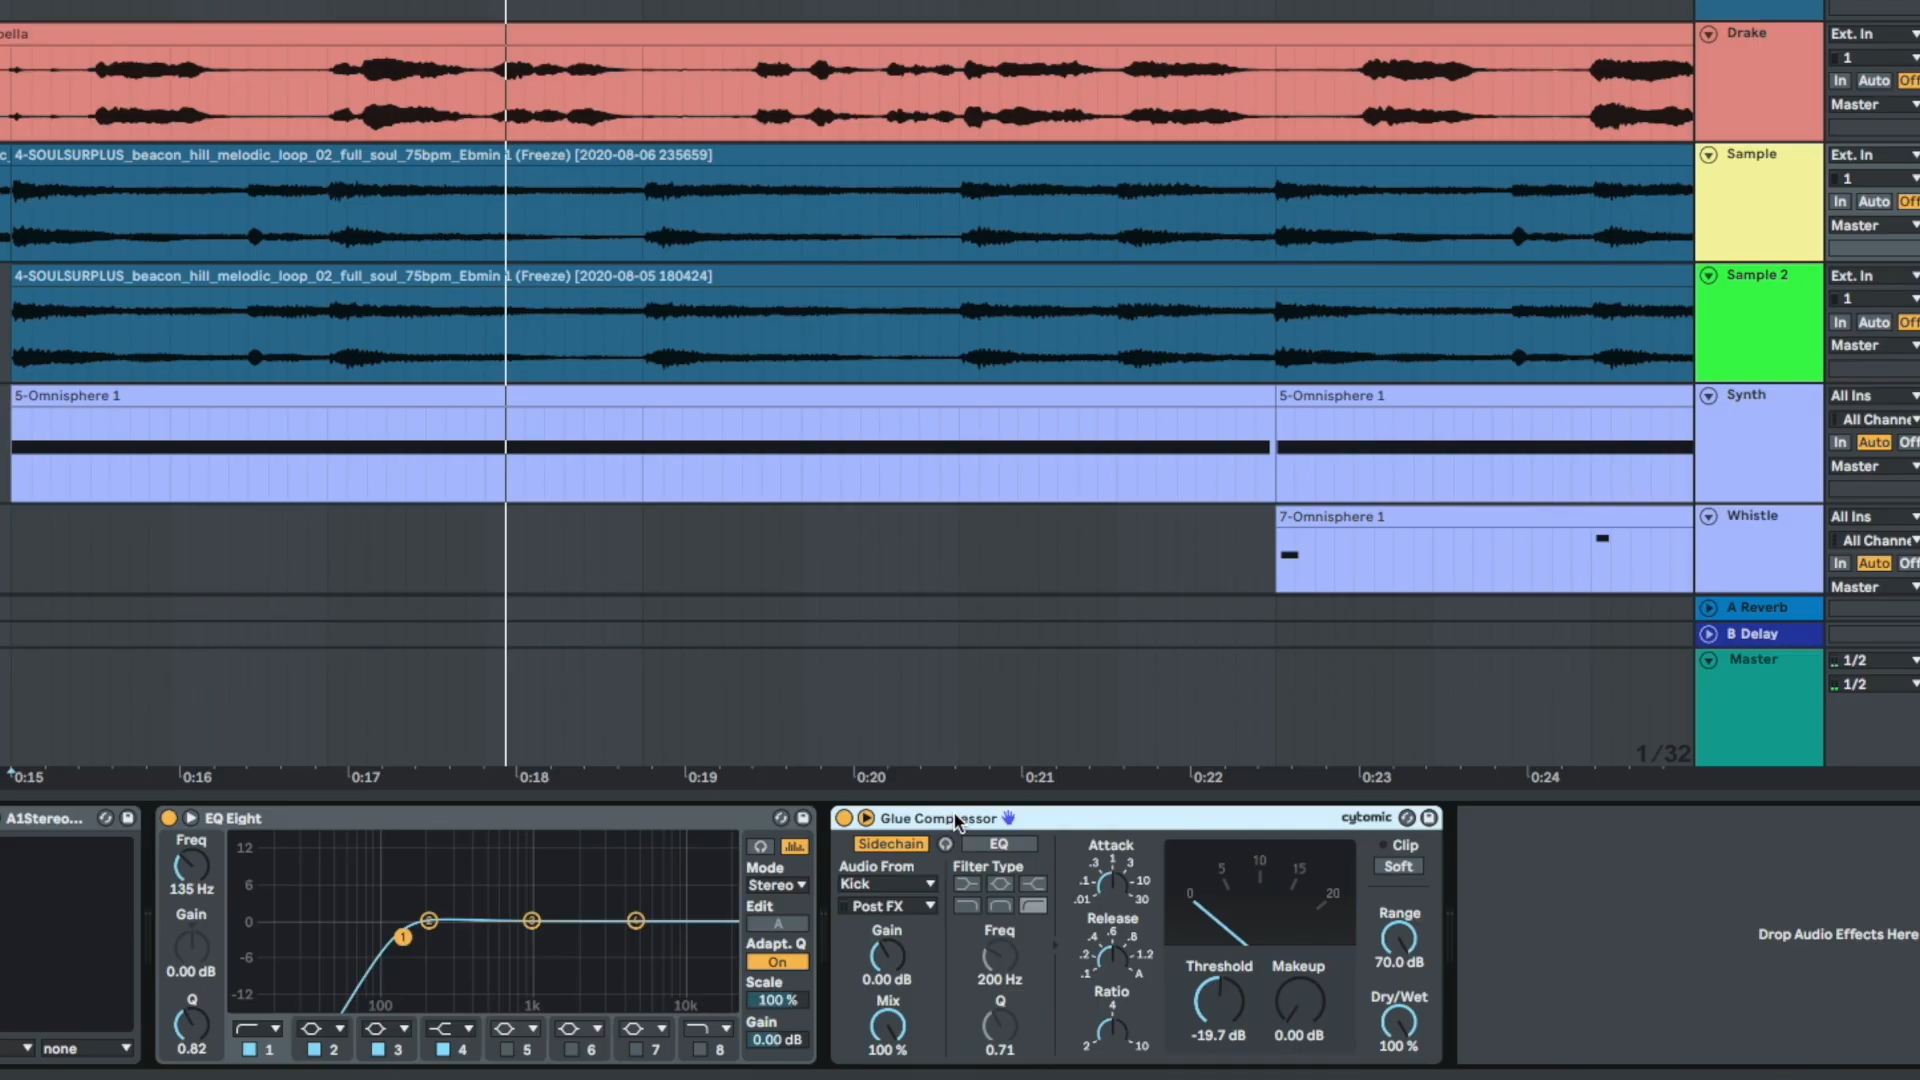 pella
Drake
Ext. In
1
In Auto Off
Master
c_ 4-SOULSURPLUS_beacon_hill_melodic_loop_02_full_soul_75bpm_Ebmin 1 (Freeze) [2020-08-06 235659]
Sample
Ext. In
1
In Auto Off
Master
4-SOULSURPLUS_beacon_hill_melodic_loop_02_full_soul_75bpm_Ebmin 1 (Freeze) [2020-08-05 180424]
Sample 2
Ext. In
1
In Auto Off
Master
5-Omnisphere 1
5-Omnisphere 1
Synth
All Ins
All Channe
In Auto Off
Master
7-Omnisphere 1
Whistle
All Ins
All Channe
In Auto Off
Master
A Reverb
B Delay
Master
1/2
1/2
1/32
0:15 0:16 0:17 0:18 0:19 0:20 0:21 0:22 0:23 0:24
A1Stereo...
none
EQ Eight
Freq
135 Hz
Gain
0.00 dB
Q
0.82
12
6
0
-6
-12
100 1k 10k
1 2 3 4
1 2 3 4 5 6 7 8
Mode
Stereo
Edit
A
Adapt. Q
On
Scale
100 %
Gain
0.00 dB
Glue Compressor
cytomic
Sidechain
EQ
Audio From
Kick
Post FX
Gain
0.00 dB
Mix
100 %
Filter Type
Freq
200 Hz
Q
0.71
Attack
.01 .1 .3 1 3 10 30
Release
.1 .2 .4 .6 .8 1.2 A
Ratio
2 4 10
0 5 10 15 20
Threshold
-19.7 dB
Makeup
0.00 dB
Clip
Soft
Range
70.0 dB
Dry/Wet
100 %
Drop Audio Effects Here